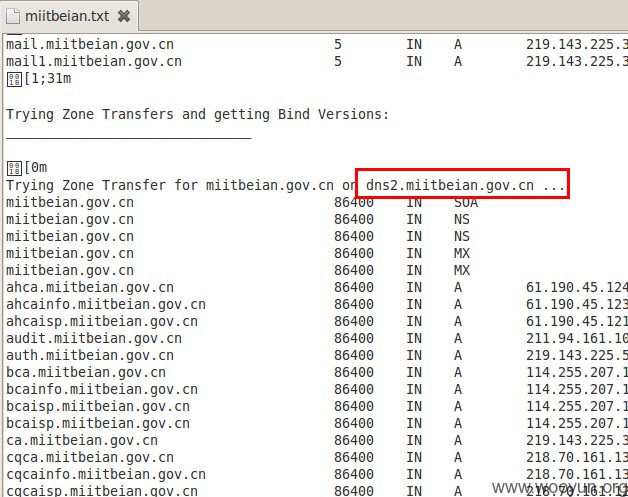 miitbeian.txt
mail.miitbeian.gov.cn 5 IN A 219.143.225.3
mail1.miitbeian.gov.cn 5 IN A 219.143.225.3
[1;31m
Trying Zone Transfers and getting Bind Versions:
_______________________________
[0m
Trying Zone Transfer for miitbeian.gov.cn on dns2.miitbeian.gov.cn ...
miitbeian.gov.cn 86400 IN SOA
miitbeian.gov.cn 86400 IN NS
miitbeian.gov.cn 86400 IN NS
miitbeian.gov.cn 86400 IN MX
miitbeian.gov.cn 86400 IN MX
ahca.miitbeian.gov.cn 86400 IN A 61.190.45.124
ahcainfo.miitbeian.gov.cn 86400 IN A 61.190.45.123
ahcaisp.miitbeian.gov.cn 86400 IN A 61.190.45.121
audit.miitbeian.gov.cn 86400 IN A 211.94.161.10
auth.miitbeian.gov.cn 86400 IN A 219.143.225.5
bca.miitbeian.gov.cn 86400 IN A 114.255.207.1
bcainfo.miitbeian.gov.cn 86400 IN A 114.255.207.1
bcaisp.miitbeian.gov.cn 86400 IN A 114.255.207.1
bcaisp.miitbeian.gov.cn 86400 IN A 114.255.207.1
ca.miitbeian.gov.cn 86400 IN A 219.143.225.3
cqca.miitbeian.gov.cn 86400 IN A 218.70.161.13
cqcainfo.miitbeian.gov.cn 86400 IN A 218.70.161.13
cqcaisp.miitbeian.gov.cn 86400 IN A 218.70.161.12
www.wooyun.org